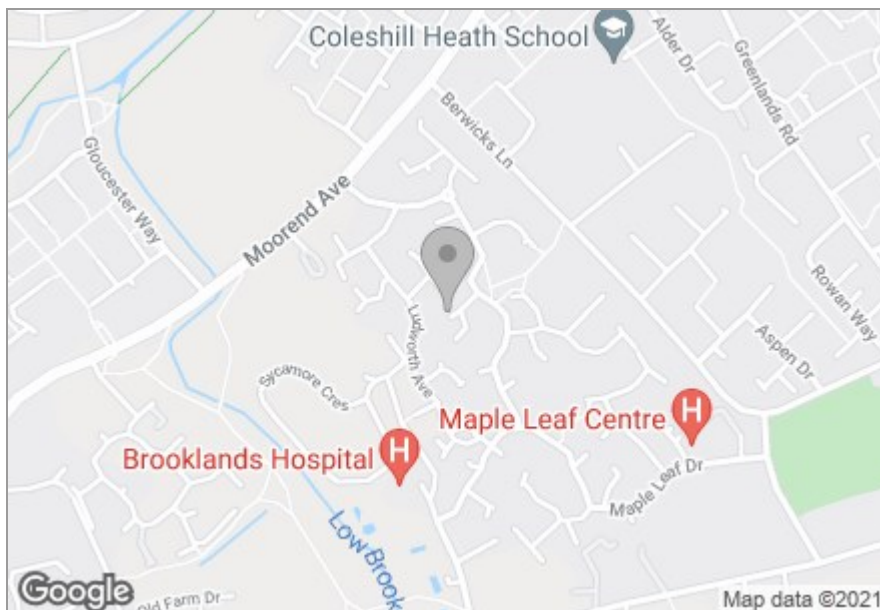 Coleshill Heath School
Alder Dr
Greenlands Rd
Berwicks Ln
Gloucester Way
Moorend Ave
Rowan Way
Ludworth Ave
Aspen Dr
Sycamore Cres
Maple Leaf Centre
H
Brooklands Hospital
H
Maple Leaf Dr
Low Brook
Old Farm Dr
Google
Map data ©2021